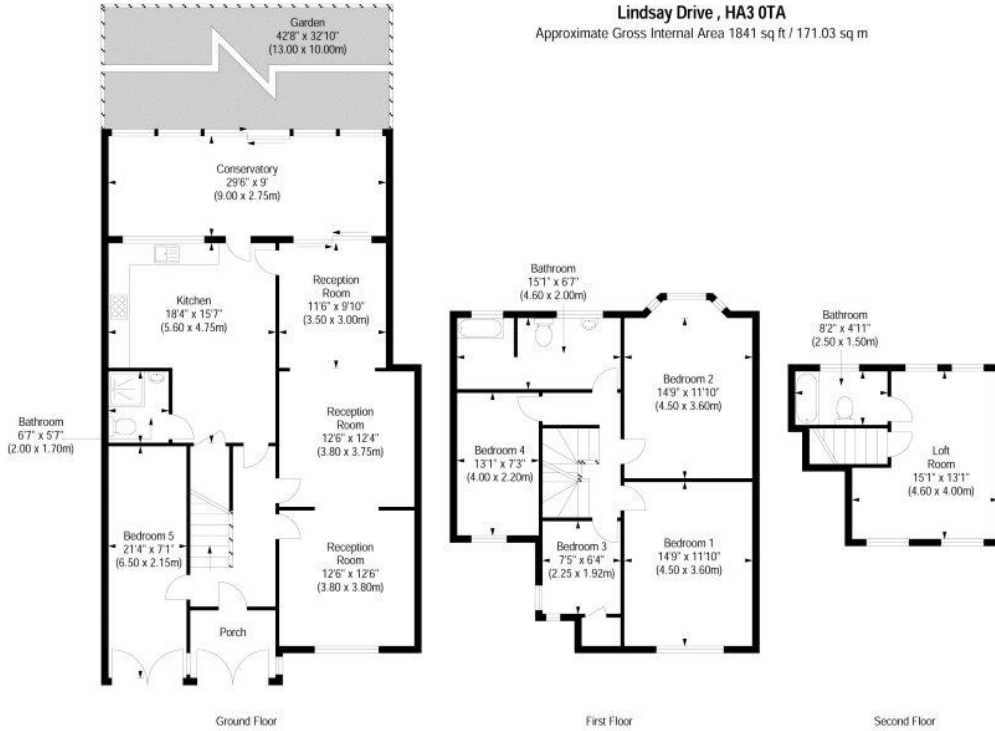 Lindsay Drive , HA3 0TA
Approximate Gross Internal Area 1841 sq ft / 171.03 sq m
Garden
42'8" x 32'10"
(13.00 x 10.00m)
Conservatory
29'6" x 9'
(9.00 x 2.75m)
Kitchen
18'4" x 15'7"
(5.60 x 4.75m)
Reception
Room
11'6" x 9'10"
(3.50 x 3.00m)
Bathroom
6'7" x 5'7"
(2.00 x 1.70m)
Reception
Room
12'6" x 12'4"
(3.80 x 3.75m)
Bedroom 5
21'4" x 7'1"
(6.50 x 2.15m)
Reception
Room
12'6" x 12'6"
(3.80 x 3.80m)
Porch
Ground Floor
Bathroom
15'1" x 6'7"
(4.60 x 2.00m)
Bedroom 2
14'9" x 11'10"
(4.50 x 3.60m)
Bedroom 4
13'1" x 7'3"
(4.00 x 2.20m)
Bedroom 3
7'5" x 6'4"
(2.25 x 1.92m)
Bedroom 1
14'9" x 11'10"
(4.50 x 3.60m)
First Floor
Bathroom
8'2" x 4'11"
(2.50 x 1.50m)
Loft
Room
15'1" x 13'1"
(4.60 x 4.00m)
Second Floor